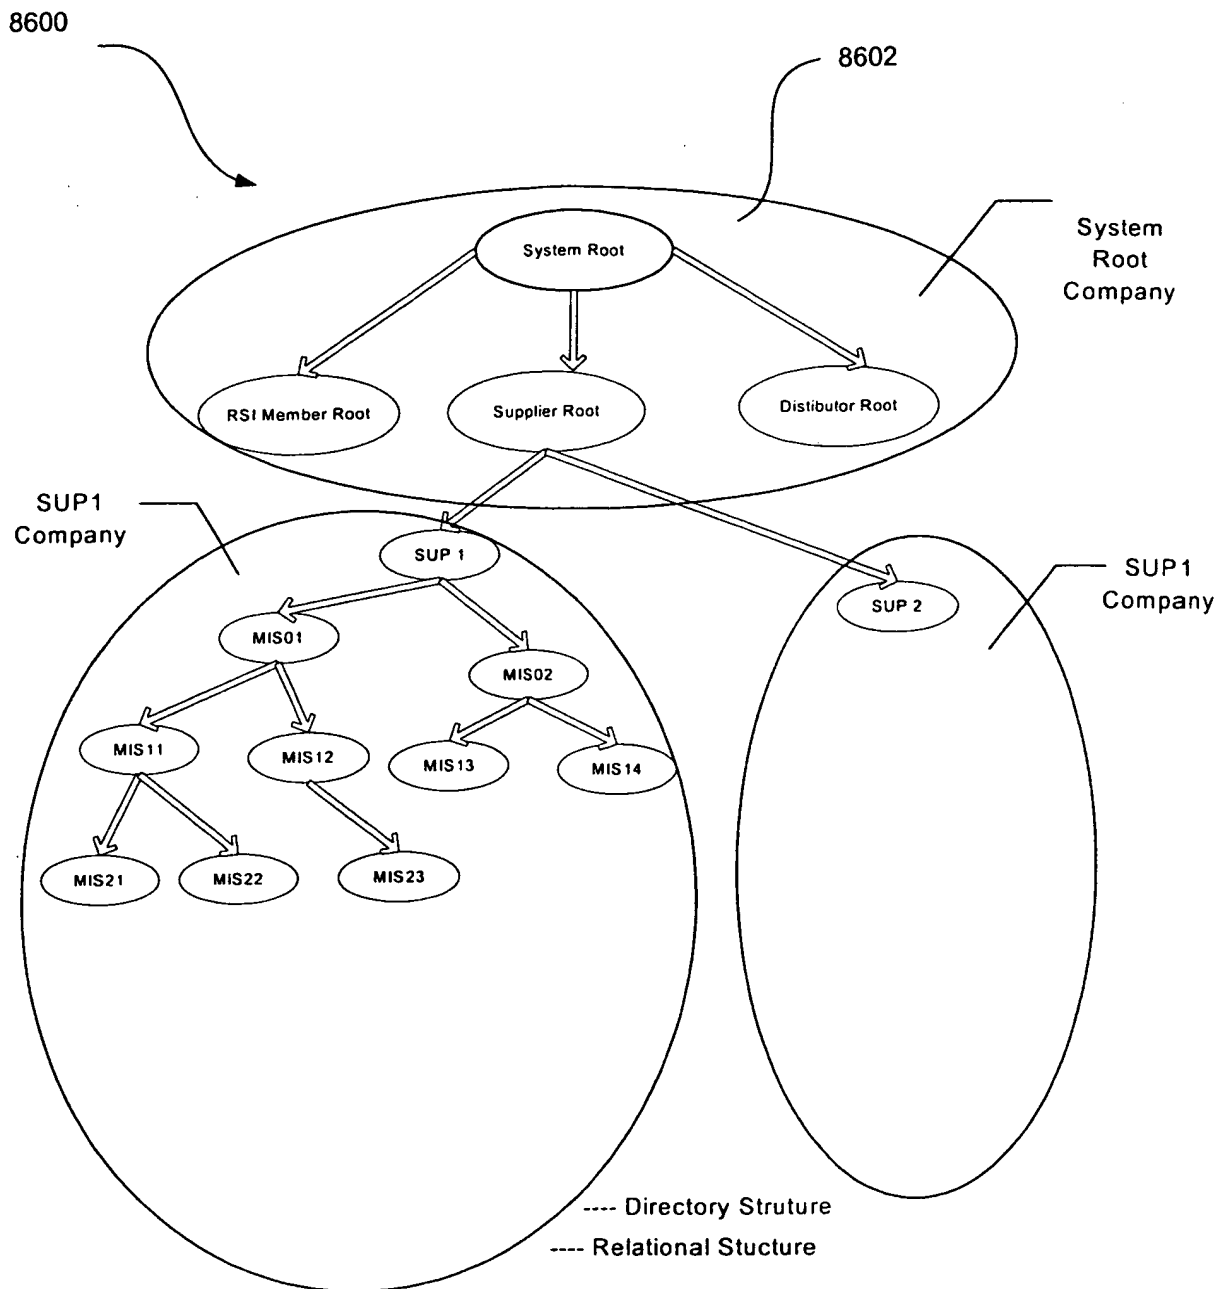 8600
8602
System Root
System
Root
Company
RSI Member Root
Supplier Root
Distibutor Root
SUP1
Company
SUP 1
SUP 2
SUP1
Company
MIS01
MIS02
MIS11
MIS12
MIS13
MIS14
MIS21
MIS22
MIS23
---- Directory Struture
---- Relational Stucture